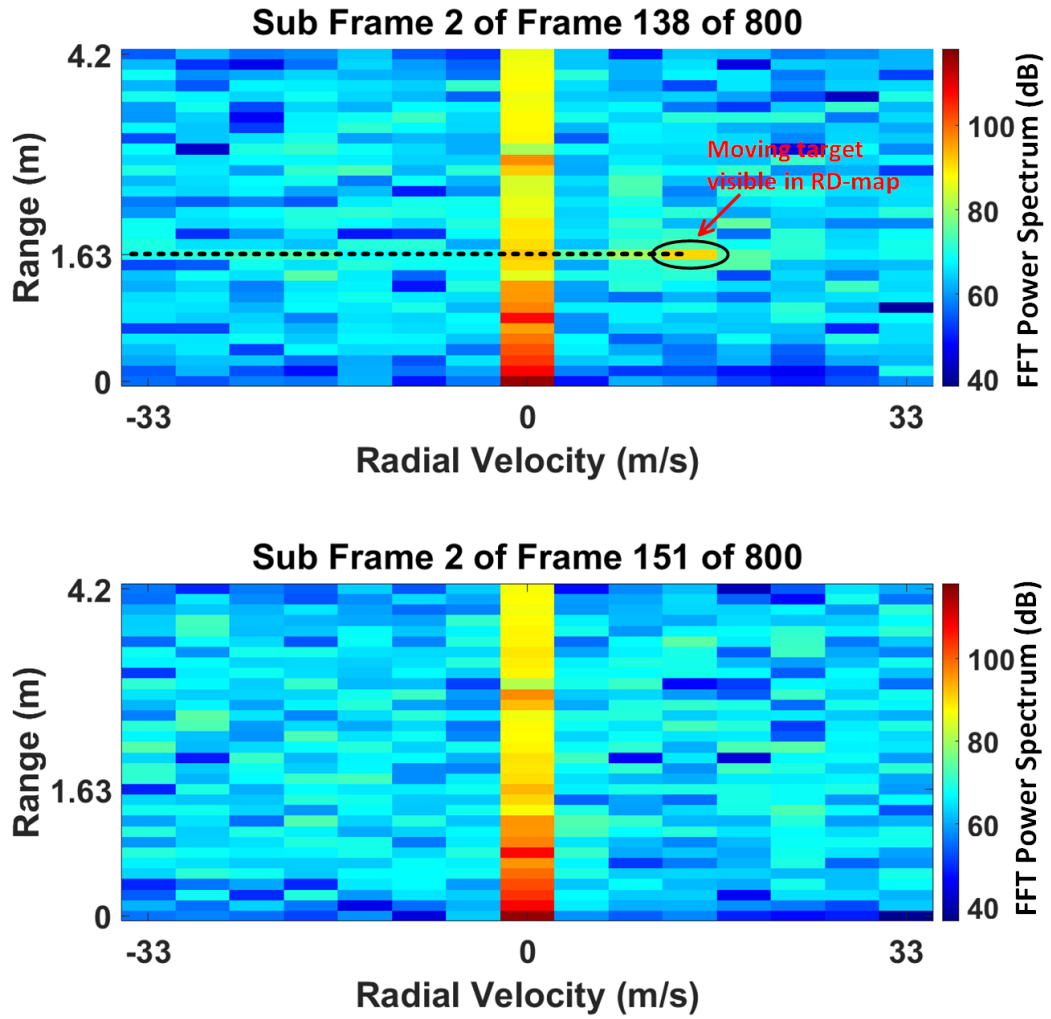 Sub Frame 2 of Frame 138 of 800
4.2
1.63
0
Range (m)
Moving target
visible in RD-map
-33
0
33
Radial Velocity (m/s)
100
80
60
40
FFT Power Spectrum (dB)
Sub Frame 2 of Frame 151 of 800
4.2
1.63
0
Range (m)
-33
0
33
Radial Velocity (m/s)
100
80
60
40
FFT Power Spectrum (dB)